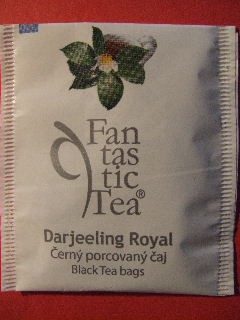 Fan
tas
tic
Tea®
Darjeeling Royal
Černý porcovaný čaj
Black Tea bags